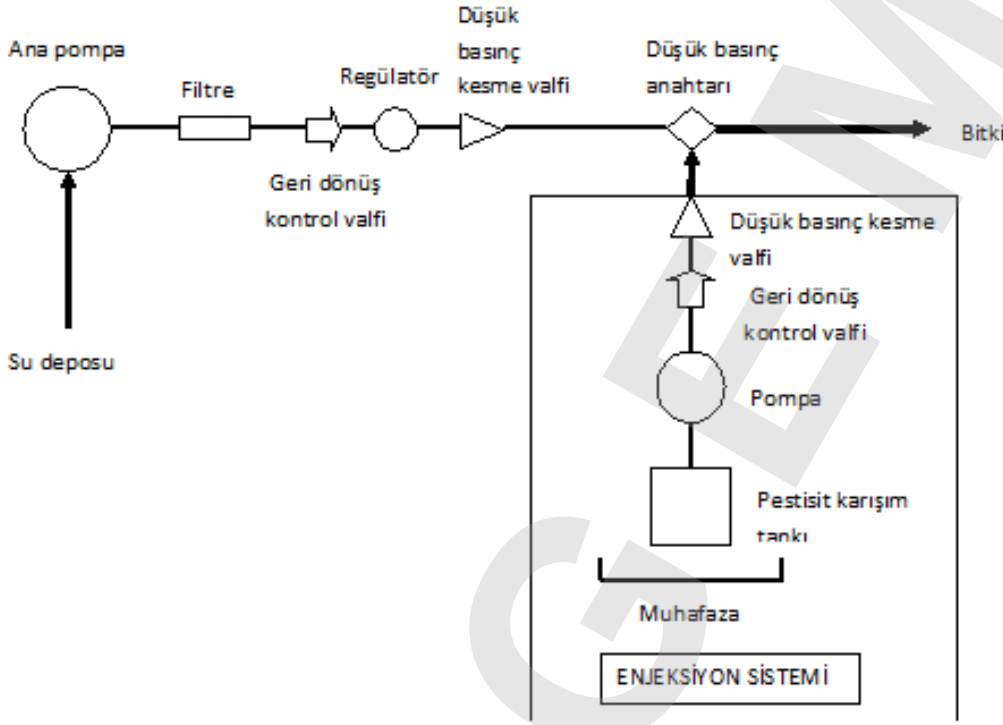 Ana pompa
Filtre
Geri dönüş
kontrol valfi
Regülatör
Düşük
basınç
kesme valfi
Düşük basınç
anahtarı
Bitki
Su deposu
Düşük basınç kesme
valfi
Geri dönüş
kontrol valfi
Pompa
Pestisit karışım
tankı
Muhafaza
ENJEKSİYON SİSTEMİ